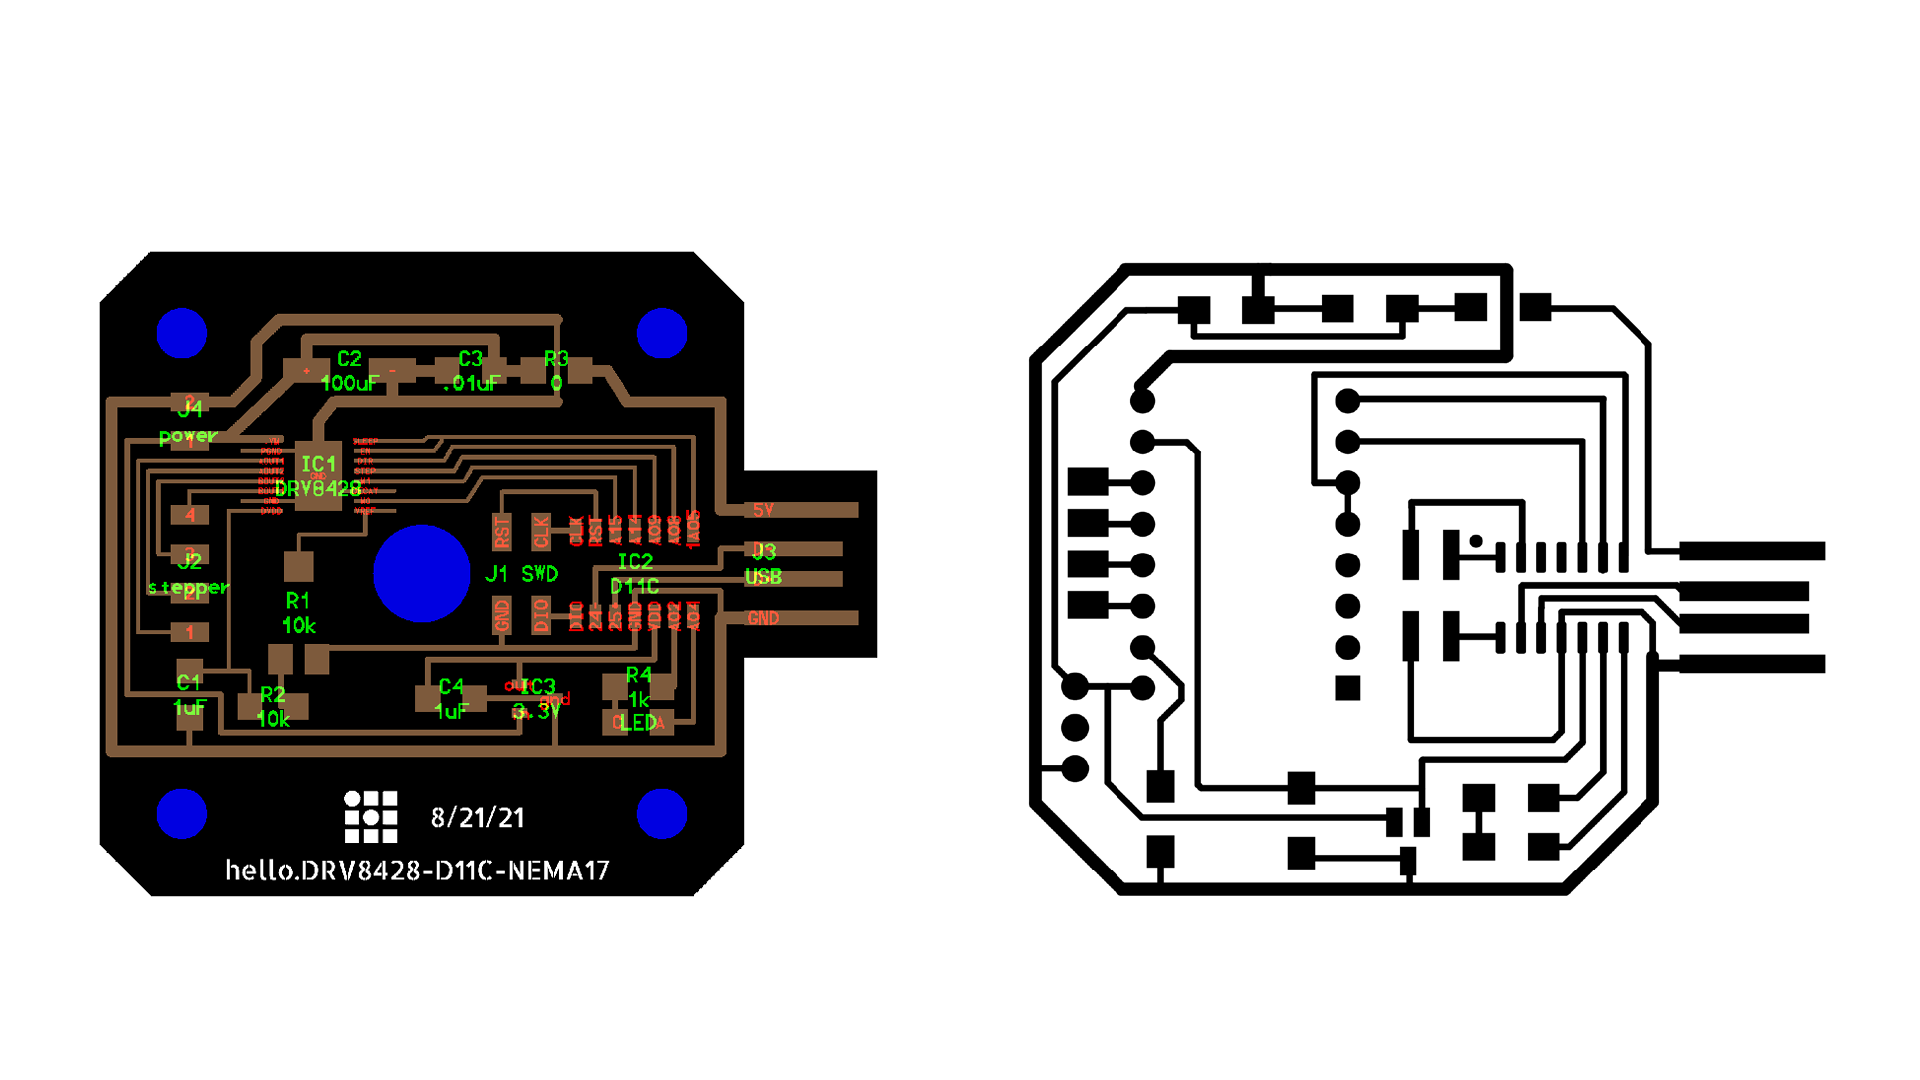 C2
100uF
C3
.01uF
R3
0
J4
power
1
IC1
DRV8428
GND
4
J2
stepper
2
1
RST
CLK
CLK
RST
A15
A14
A09
A08
A05
5V
J3
USB
GND
J1 SWD
IC2
D11C
GND
DIO
DIO
24-
25+
GND
VDD
A02
A04
R1
10k
C1
1uF
R2
10k
C4
1uF
IC3
3.3V
gnd
R4
1k
C
LED
A
8/21/21
hello.DRV8428-D11C-NEMA17